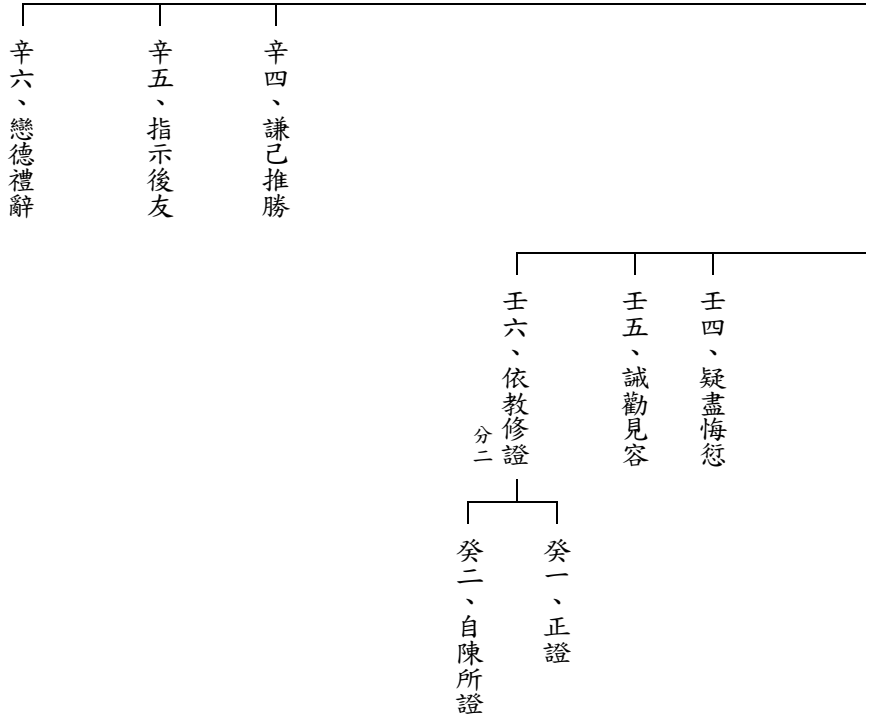 辛四、謙己推勝
辛五、指示後友
辛六、戀德禮辭
壬四、疑盡悔愆
壬五、誡勸見容
壬六、依教修證
分二
癸一、正證
癸二、自陳所證